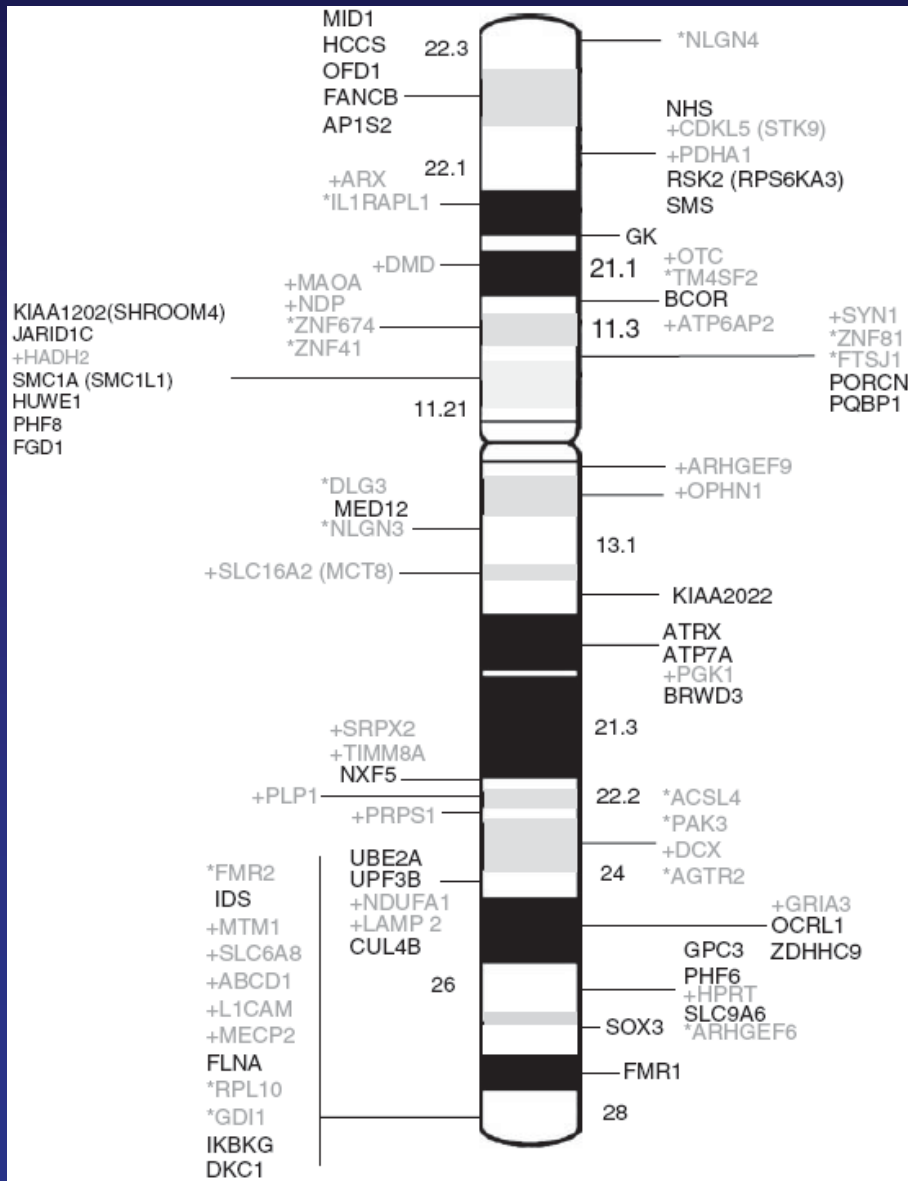 MID1
HCCS
OFD1
FANCB
AP1S2
22.3
*NLGN4
NHS
+CDKL5 (STK9)
+PDHA1
RSK2 (RPS6KA3)
SMS
22.1
+ARX
*IL1RAPL1
GK
+DMD
21.1
+OTC
*TM4SF2
BCOR
+ATP6AP2
+MAOA
+NDP
*ZNF674
*ZNF41
11.3
+SYN1
*ZNF81
*FTSJ1
PORCN
PQBP1
KIAA1202(SHROOM4)
JARID1C
+HADH2
SMC1A (SMC1L1)
HUWE1
PHF8
FGD1
11.21
+ARHGEF9
+OPHN1
*DLG3
MED12
*NLGN3
13.1
+SLC16A2 (MCT8)
KIAA2022
ATRX
ATP7A
+PGK1
BRWD3
21.3
+SRPX2
+TIMM8A
NXF5
+PLP1
+PRPS1
22.2
*ACSL4
*PAK3
+DCX
*AGTR2
24
UBE2A
UPF3B
+NDUFA1
+LAMP 2
CUL4B
+GRIA3
OCRL1
ZDHHC9
26
GPC3
PHF6
+HPRT
SLC9A6
*ARHGEF6
SOX3
FMR1
28
*FMR2
IDS
+MTM1
+SLC6A8
+ABCD1
+L1CAM
+MECP2
FLNA
*RPL10
*GDI1
IKBKG
DKC1